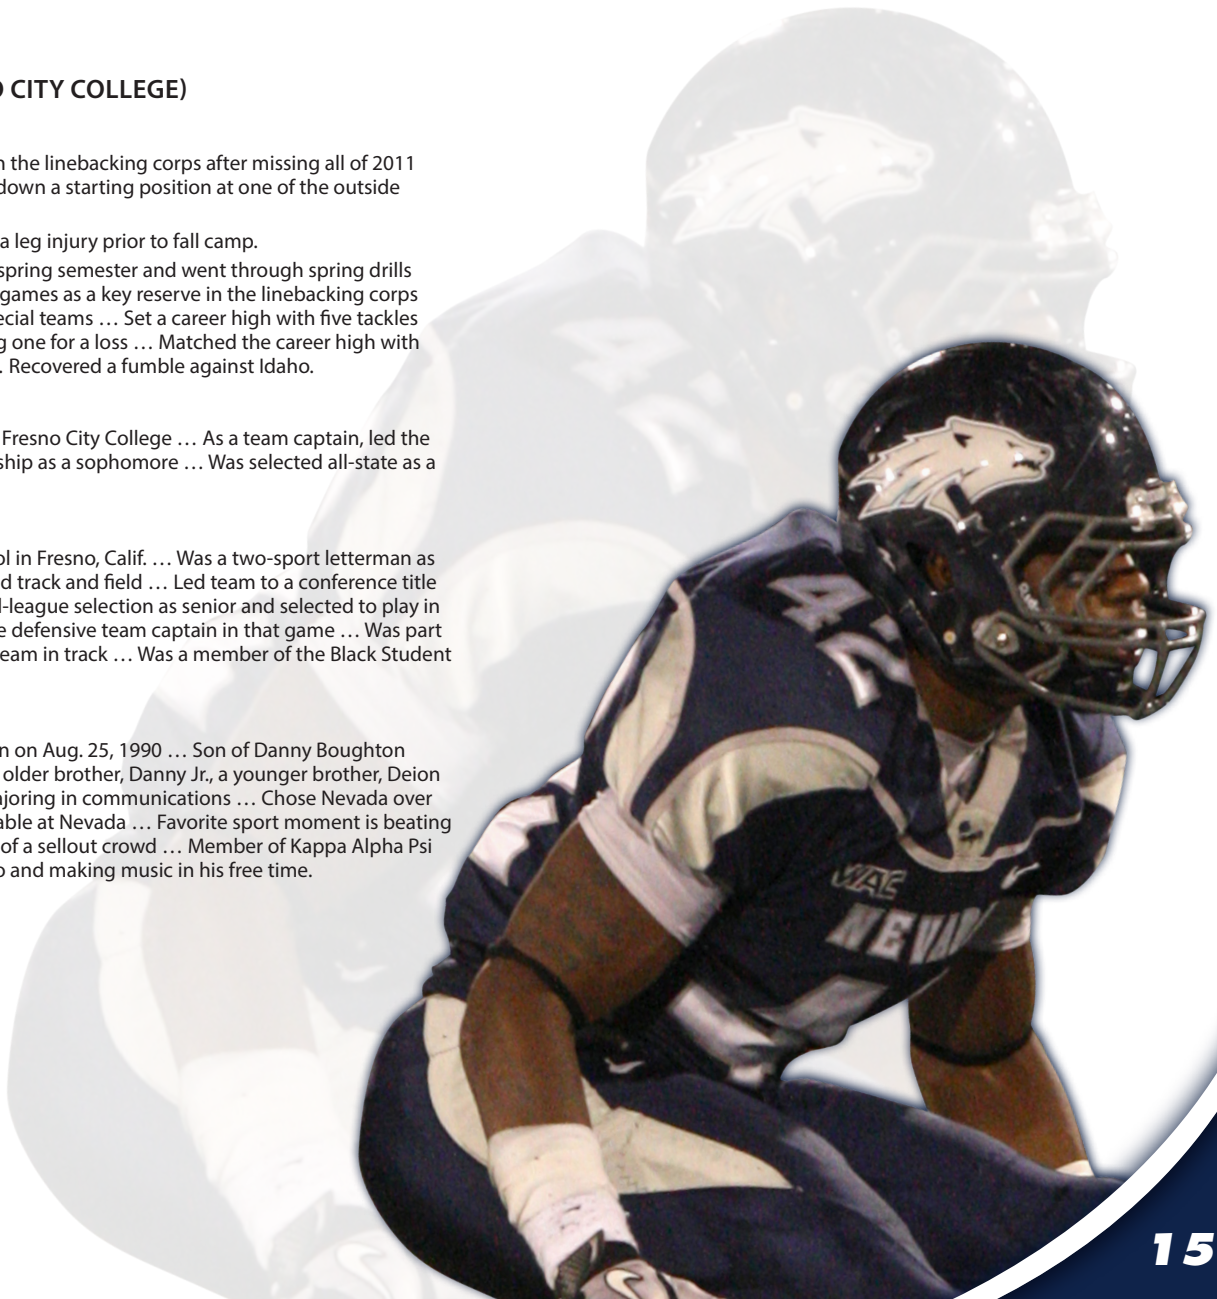 CITY COLLEGE)
the linebacking corps after missing all of 2011
down a starting position at one of the outside
a leg injury prior to fall camp.
spring semester and went through spring drills
games as a key reserve in the linebacking corps
ecial teams … Set a career high with five tackles
g one for a loss … Matched the career high with
. Recovered a fumble against Idaho.
Fresno City College … As a team captain, led the
ship as a sophomore … Was selected all-state as a
ol in Fresno, Calif. … Was a two-sport letterman as
d track and field … Led team to a conference title
l-league selection as senior and selected to play in
e defensive team captain in that game … Was part
eam in track … Was a member of the Black Student
n on Aug. 25, 1990 … Son of Danny Boughton
older brother, Danny Jr., a younger brother, Deion
ajoring in communications … Chose Nevada over
able at Nevada … Favorite sport moment is beating
of a sellout crowd … Member of Kappa Alpha Psi
o and making music in his free time.
42
WAC
NEVADA
15